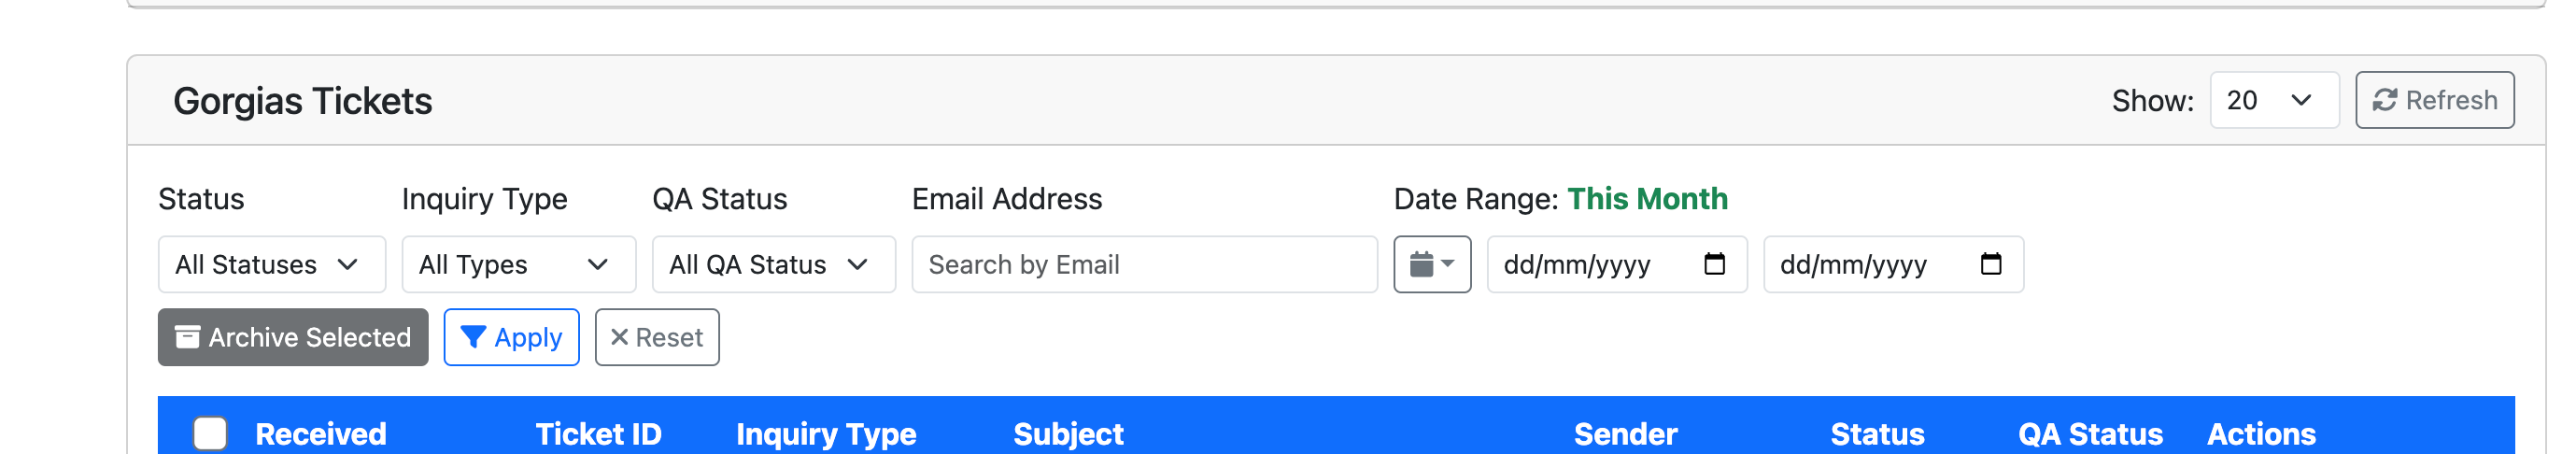 Gorgias Tickets
Show: 20 Refresh
Status Inquiry Type QA Status Email Address Date Range: This Month
All Statuses All Types All QA Status Search by Email dd/mm/yyyy dd/mm/yyyy
Archive Selected Apply Reset
Received Ticket ID Inquiry Type Subject Sender Status QA Status Actions